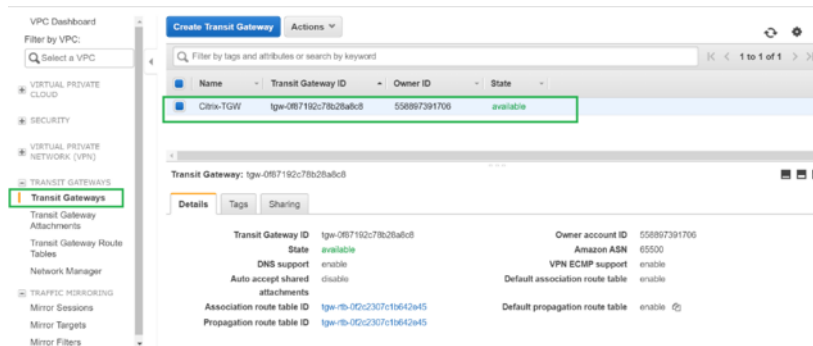 VPC Dashboard
Filter by VPC:
Select a VPC
VIRTUAL PRIVATE
CLOUD
SECURITY
VIRTUAL PRIVATE
NETWORK (VPN)
TRANSIT GATEWAYS
Transit Gateways
Transit Gateway
Attachments
Transit Gateway Route
Tables
Network Manager
TRAFFIC MIRRORING
Mirror Sessions
Mirror Targets
Mirror Filters
Create Transit Gateway
Actions
Filter by tags and attributes or search by keyword
1 to 1 of 1
Name Transit Gateway ID Owner ID State
Citrix-TGW tgw-0f87192c78b28a8c8 558897391706 available
Transit Gateway: tgw-0f87192c78b28a8c8
Details Tags Sharing
Transit Gateway ID tgw-0f87192c78b28a8c8 Owner account ID 558897391706
State available Amazon ASN 65500
DNS support enable VPN ECMP support enable
Auto accept shared attachments disable Default association route table enable
Association route table ID tgw-rtb-0f2c2307c1b642e45 Default propagation route table enable
Propagation route table ID tgw-rtb-0f2c2307c1b642e45